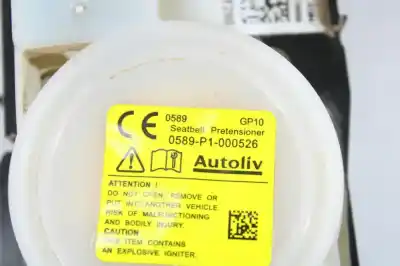 0589 GP10
Seatbelt Pretensioner
0589-P1-000526
Autoliv
ATTENTION !
DO NOT OPEN, REMOVE OR
PUT INTO ANOTHER VEHICLE.
RISK OF MALFUNCTIONING
AND BODILY INJURY.
CAUTION
THIS ITEM CONTAINS
AN EXPLOSIVE IGNITER.